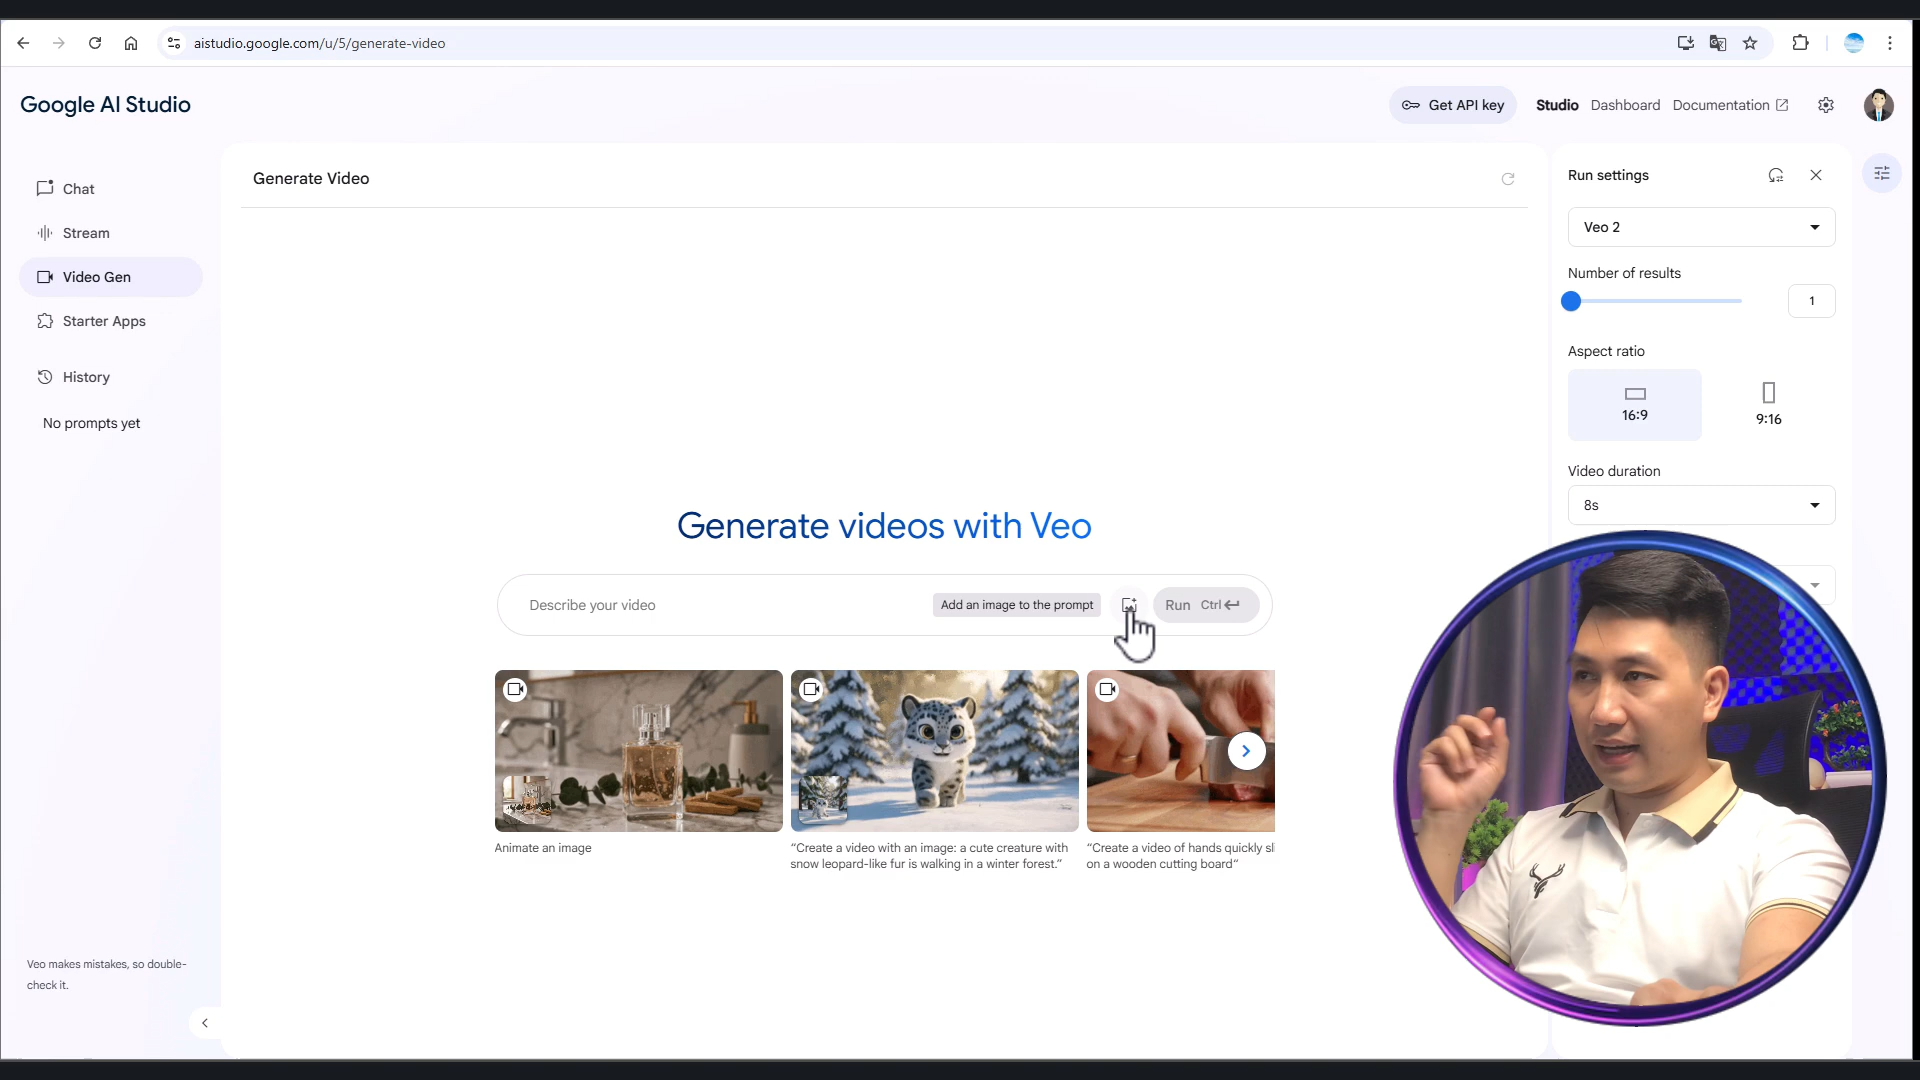 aistudio.google.com/u/5/generate-video
Google AI Studio
Get API key
Studio
Dashboard
Documentation
Chat
Stream
Video Gen
Starter Apps
History
No prompts yet
Veo makes mistakes, so double-
check it.
Generate Video
Generate videos with Veo
Describe your video
Add an image to the prompt
Run Ctrl
Animate an image
“Create a video with an image: a cute creature with
snow leopard-like fur is walking in a winter forest.”
“Create a video of hands quickly sl
on a wooden cutting board“
Run settings
Veo 2
Number of results
1
Aspect ratio
16:9
9:16
Video duration
8s